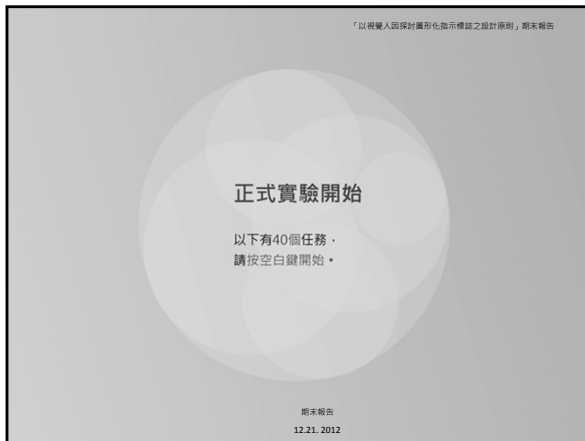 「以視覺人因探討圖形化指示標誌之設計原則」期末報告
正式實驗開始
以下有40個任務，
請按空白鍵開始。
期末報告
12.21. 2012